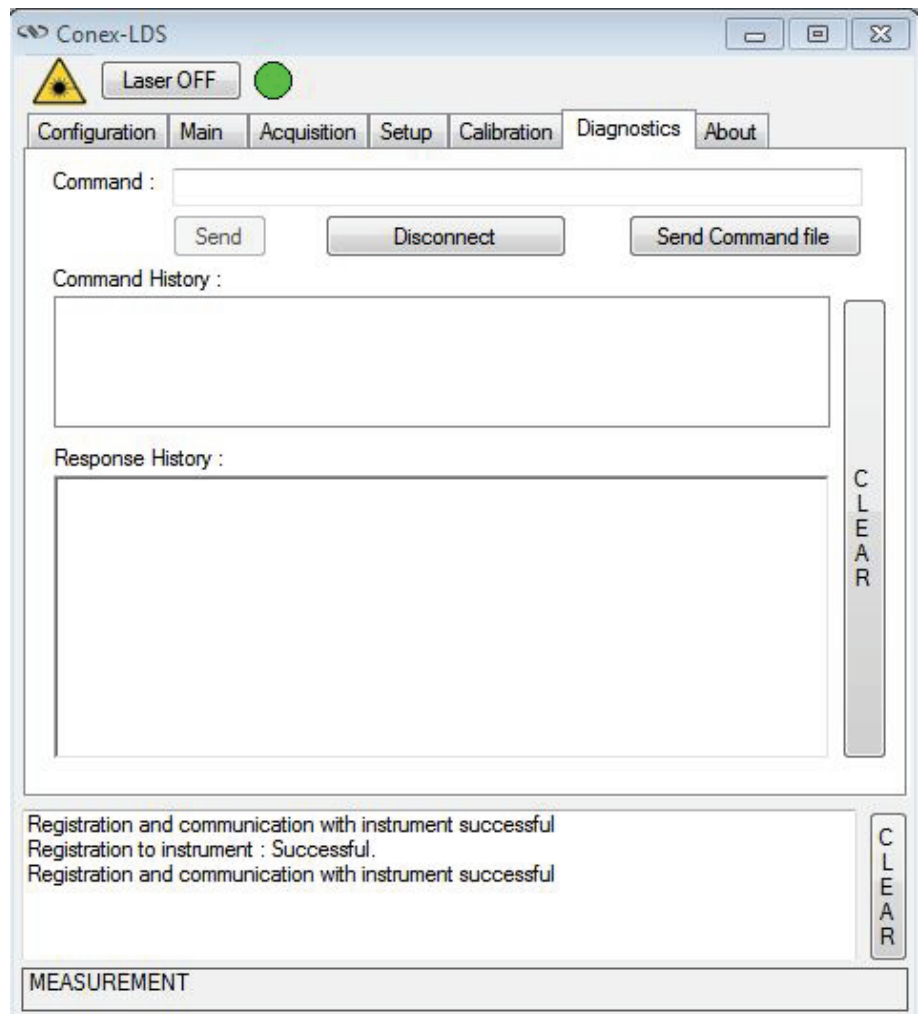 Conex-LDS
Laser OFF
Configuration Main Acquisition Setup Calibration Diagnostics About
Command :
Send Disconnect Send Command file
Command History :
Response History :
C
L
E
A
R
Registration and communication with instrument successful
Registration to instrument : Successful.
Registration and communication with instrument successful
C
L
E
A
R
MEASUREMENT